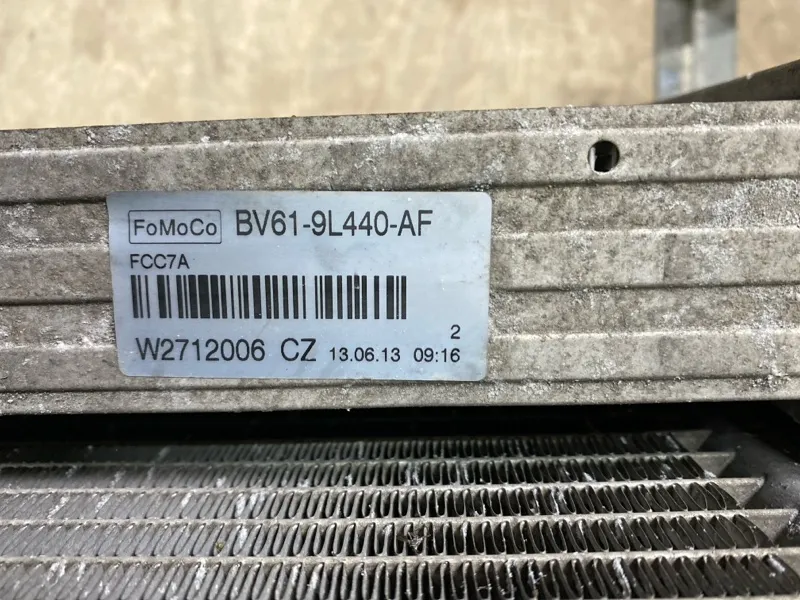 FoMoCo BV61-9L440-AF
FCC7A
2
W2712006 CZ 13.06.13 09:16